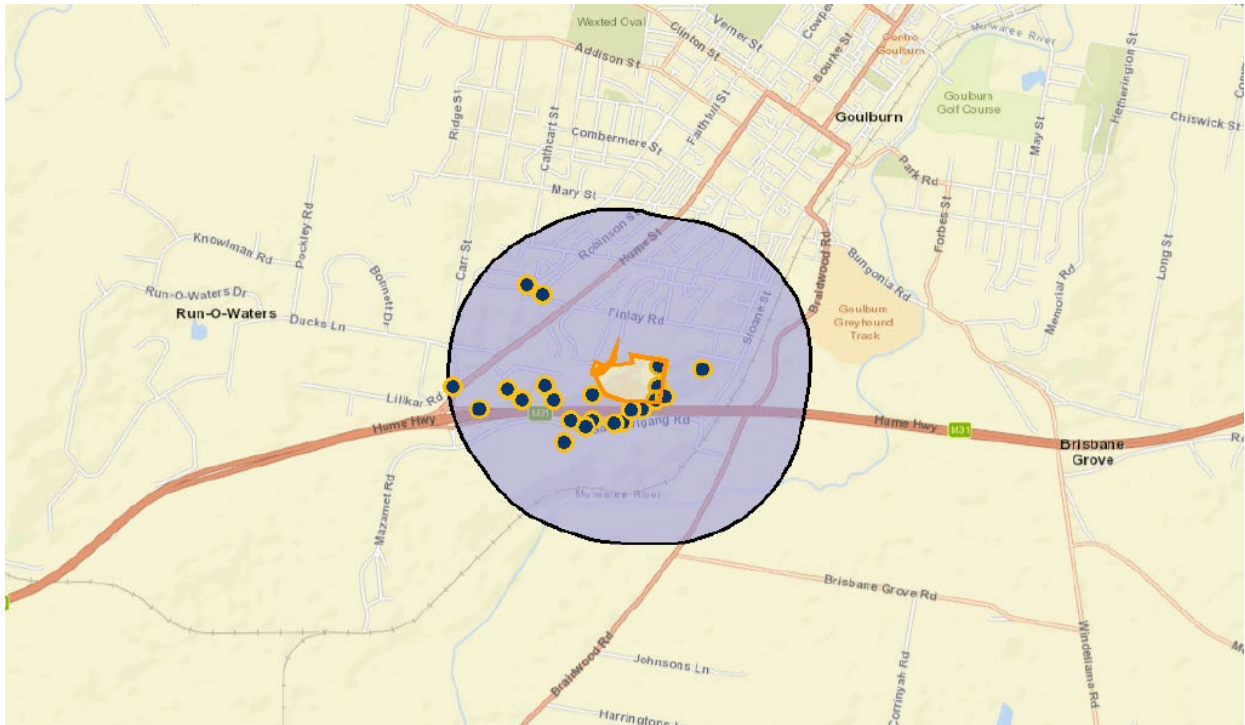 Wexted Oval
Verner St
Cowper
Clinton St
Addison St
Bourke St
Centro
Goulburn
Mulwaree River
Hetherington St
Ridge St
Cathcart St
Faithfull St
Combermere St
Goulburn
Goulburn
Golf Course
May St
Chiswick St
Mary St
Park Rd
Forbes St
Knowlman Rd
Pockley Rd
Carr St
Robinson St
Hume St
Braidwood Rd
Bungonia Rd
Memorial Rd
Long St
Run-O-Waters Dr
Run-O-Waters
Ducks Ln
Finlay Rd
Sloane St
Goulburn
Greyhound
Track
Lillkar Rd
Hume Hwy
M31
Hume Hwy
M31
Brisbane
Grove
Mazamet Rd
Mulwaree River
Brisbane Grove Rd
Braidwood Rd
Johnsons Ln
Corrinyah Rd
Windellama Rd
Harringtons